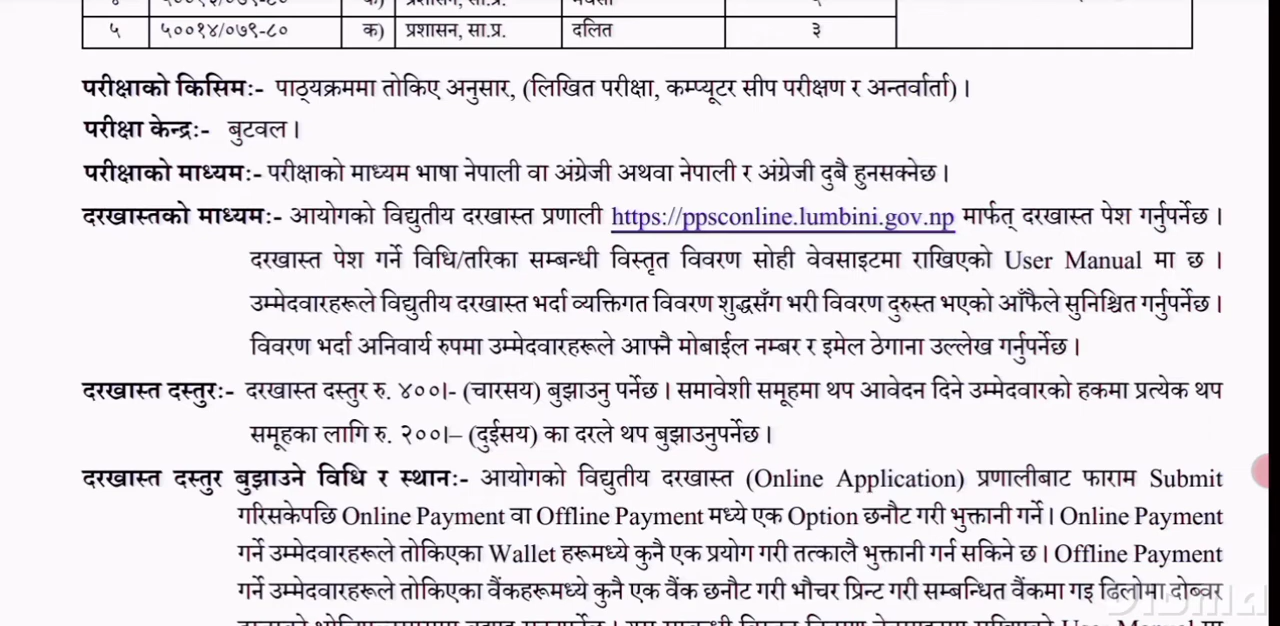 ५ ५००१४/०७९-८० क) प्रशासन, सा.प्र. दलित ३
परीक्षाको किसिमः- पाठ्यक्रममा तोकिए अनुसार, (लिखित परीक्षा, कम्प्यूटर सीप परीक्षण र अन्तर्वार्ता) ।
परीक्षा केन्द्रः- बुटवल ।
परीक्षाको माध्यमः- परीक्षाको माध्यम भाषा नेपाली वा अंग्रेजी अथवा नेपाली र अंग्रेजी दुबै हुनसक्नेछ ।
दरखास्तको माध्यमः- आयोगको विद्युतीय दरखास्त प्रणाली https://ppsconline.lumbini.gov.np मार्फत् दरखास्त पेश गर्नुपर्नेछ ।
दरखास्त पेश गर्ने विधि/तरिका सम्बन्धी विस्तृत विवरण सोही वेवसाइटमा राखिएको User Manual मा छ ।
उम्मेदवारहरूले विद्युतीय दरखास्त भर्दा व्यक्तिगत विवरण शुद्धसँग भरी विवरण दुरुस्त भएको आँफैले सुनिश्चित गर्नुपर्नेछ ।
विवरण भर्दा अनिवार्य रुपमा उम्मेदवारहरूले आफ्नै मोबाईल नम्बर र इमेल ठेगाना उल्लेख गर्नुपर्नेछ ।
दरखास्त दस्तुरः- दरखास्त दस्तुर रु. ४००।- (चारसय) बुझाउनु पर्नेछ । समावेशी समूहमा थप आवेदन दिने उम्मेदवारको हकमा प्रत्येक थप
समूहका लागि रु. २००।– (दुईसय) का दरले थप बुझाउनुपर्नेछ ।
दरखास्त दस्तुर बुझाउने विधि र स्थानः- आयोगको विद्युतीय दरखास्त (Online Application) प्रणालीबाट फाराम Submit
गरिसकेपछि Online Payment वा Offline Payment मध्ये एक Option छनौट गरी भुक्तानी गर्ने । Online Payment
गर्ने उम्मेदवारहरूले तोकिएका Wallet हरूमध्ये कुनै एक प्रयोग गरी तत्कालै भुक्तानी गर्न सकिने छ । Offline Payment
गर्ने उम्मेदवारहरूले तोकिएका वैंकहरूमध्ये कुनै एक वैंक छनौट गरी भौचर प्रिन्ट गरी सम्बन्धित वैंकमा गइ ढिलोमा दोब्वर